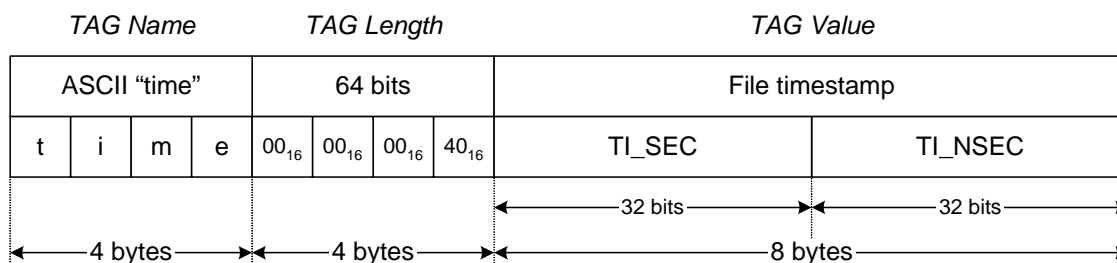 TAG Name TAG Length TAG Value
ASCII “time” 64 bits File timestamp
t i m e 00₁₆ 00₁₆ 00₁₆ 40₁₆ TI_SEC TI_NSEC
32 bits 32 bits
4 bytes 4 bytes 8 bytes